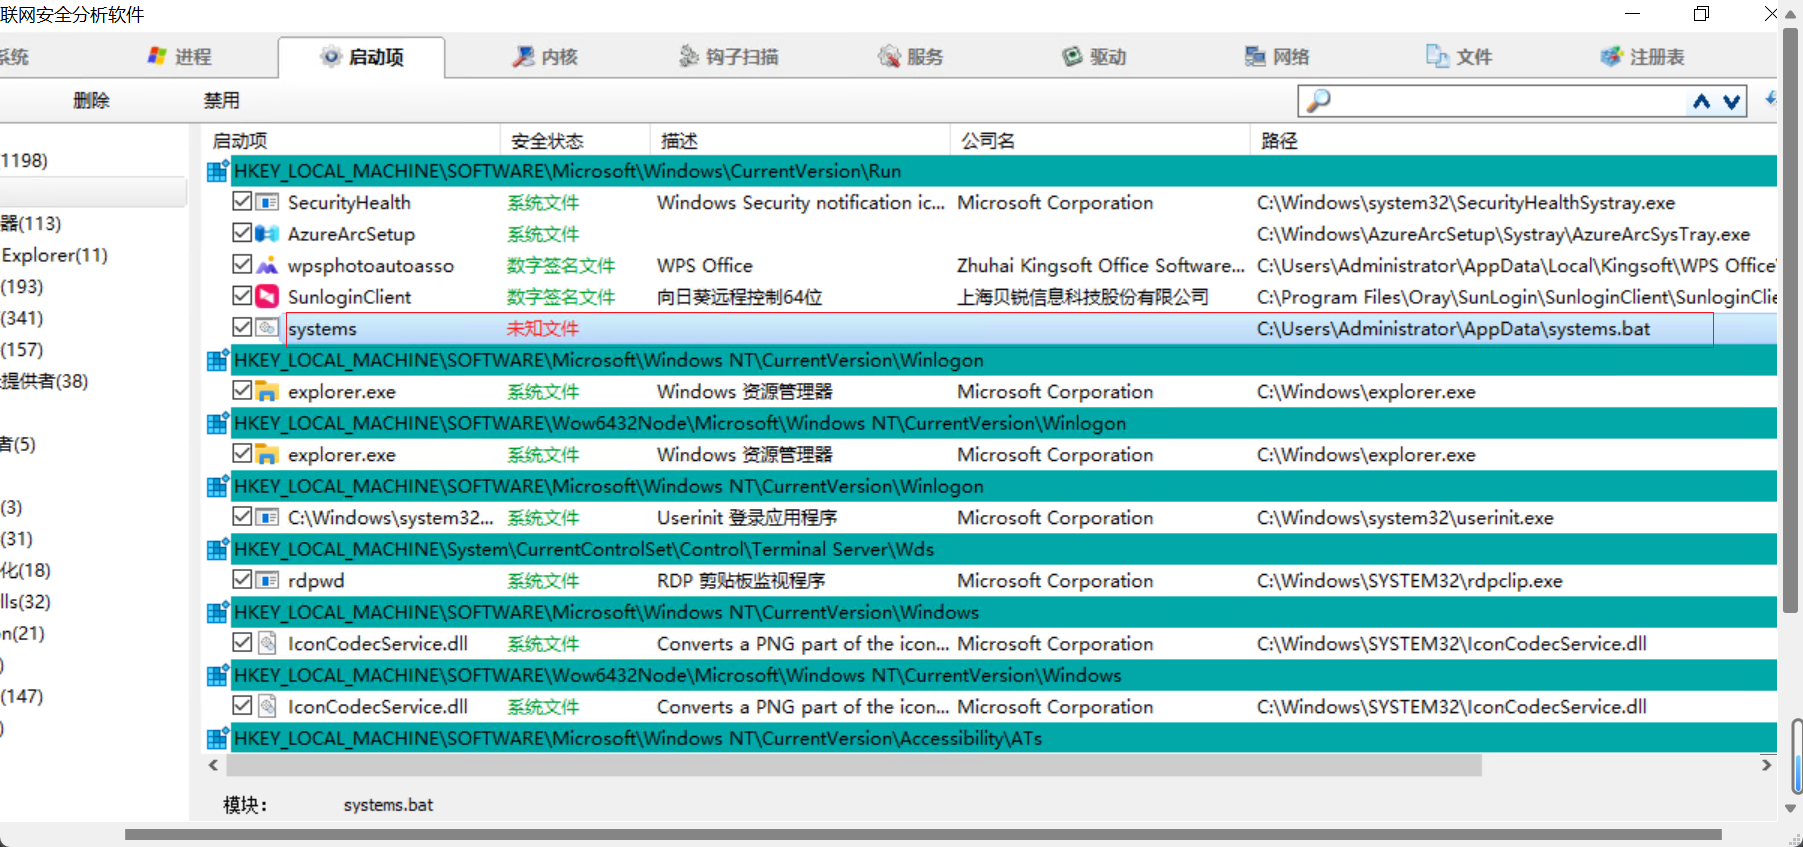 联网安全分析软件
系统 进程 启动项 内核 钩子扫描 服务 驱动 网络 文件 注册表
删除 禁用
启动项 安全状态 描述 公司名 路径
1198)
器(113)
Explorer(11)
(193)
(341)
(157)
提供者(38)
者(5)
(3)
(31)
化(18)
lls(32)
on(21)
)
(147)
)
HKEY_LOCAL_MACHINE\SOFTWARE\Microsoft\Windows\CurrentVersion\Run
SecurityHealth 系统文件 Windows Security notification ic... Microsoft Corporation C:\Windows\system32\SecurityHealthSystray.exe
AzureArcSetup 系统文件 C:\Windows\AzureArcSetup\Systray\AzureArcSysTray.exe
wpsphotoautoasso 数字签名文件 WPS Office Zhuhai Kingsoft Office Software... C:\Users\Administrator\AppData\Local\Kingsoft\WPS Office\
SunloginClient 数字签名文件 向日葵远程控制64位 上海贝锐信息科技股份有限公司 C:\Program Files\Oray\SunLogin\SunloginClient\SunloginClie
systems 未知文件 C:\Users\Administrator\AppData\systems.bat
HKEY_LOCAL_MACHINE\SOFTWARE\Microsoft\Windows NT\CurrentVersion\Winlogon
explorer.exe 系统文件 Windows 资源管理器 Microsoft Corporation C:\Windows\explorer.exe
HKEY_LOCAL_MACHINE\SOFTWARE\Wow6432Node\Microsoft\Windows NT\CurrentVersion\Winlogon
explorer.exe 系统文件 Windows 资源管理器 Microsoft Corporation C:\Windows\explorer.exe
HKEY_LOCAL_MACHINE\SOFTWARE\Microsoft\Windows NT\CurrentVersion\Winlogon
C:\Windows\system32... 系统文件 Userinit 登录应用程序 Microsoft Corporation C:\Windows\system32\userinit.exe
HKEY_LOCAL_MACHINE\System\CurrentControlSet\Control\Terminal Server\Wds
rdpwd 系统文件 RDP 剪贴板监视程序 Microsoft Corporation C:\Windows\SYSTEM32\rdpclip.exe
HKEY_LOCAL_MACHINE\SOFTWARE\Microsoft\Windows NT\CurrentVersion\Windows
IconCodecService.dll 系统文件 Converts a PNG part of the icon... Microsoft Corporation C:\Windows\SYSTEM32\IconCodecService.dll
HKEY_LOCAL_MACHINE\SOFTWARE\Wow6432Node\Microsoft\Windows NT\CurrentVersion\Windows
IconCodecService.dll 系统文件 Converts a PNG part of the icon... Microsoft Corporation C:\Windows\SYSTEM32\IconCodecService.dll
HKEY_LOCAL_MACHINE\SOFTWARE\Microsoft\Windows NT\CurrentVersion\Accessibility\ATs
模块： systems.bat